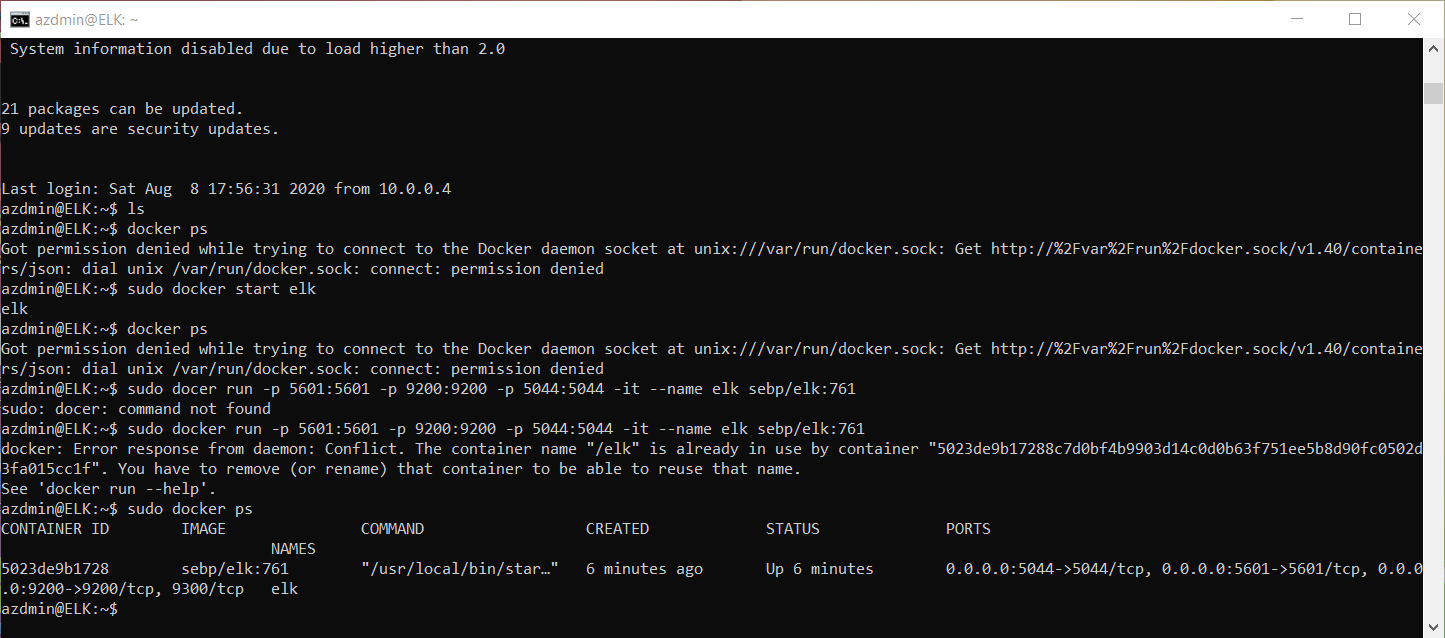 azdmin@ELK: ~
System information disabled due to load higher than 2.0
21 packages can be updated.
9 updates are security updates.
Last login: Sat Aug  8 17:56:31 2020 from 10.0.0.4
azdmin@ELK:~$ ls
azdmin@ELK:~$ docker ps
Got permission denied while trying to connect to the Docker daemon socket at unix:///var/run/docker.sock: Get http://%2Fvar%2Frun%2Fdocker.sock/v1.40/containe
rs/json: dial unix /var/run/docker.sock: connect: permission denied
azdmin@ELK:~$ sudo docker start elk
elk
azdmin@ELK:~$ docker ps
Got permission denied while trying to connect to the Docker daemon socket at unix:///var/run/docker.sock: Get http://%2Fvar%2Frun%2Fdocker.sock/v1.40/containe
rs/json: dial unix /var/run/docker.sock: connect: permission denied
azdmin@ELK:~$ sudo docer run -p 5601:5601 -p 9200:9200 -p 5044:5044 -it --name elk sebp/elk:761
sudo: docer: command not found
azdmin@ELK:~$ sudo docker run -p 5601:5601 -p 9200:9200 -p 5044:5044 -it --name elk sebp/elk:761
docker: Error response from daemon: Conflict. The container name "/elk" is already in use by container "5023de9b17288c7d0bf4b9903d14c0d0b63f751ee5b8d90fc0502d
3fa015cc1f". You have to remove (or rename) that container to be able to reuse that name.
See 'docker run --help'.
azdmin@ELK:~$ sudo docker ps
CONTAINER ID        IMAGE               COMMAND                  CREATED             STATUS              PORTS
                              NAMES
5023de9b1728        sebp/elk:761        "/usr/local/bin/star…"   6 minutes ago       Up 6 minutes        0.0.0.0:5044->5044/tcp, 0.0.0.0:5601->5601/tcp, 0.0.0
.0:9200->9200/tcp, 9300/tcp   elk
azdmin@ELK:~$